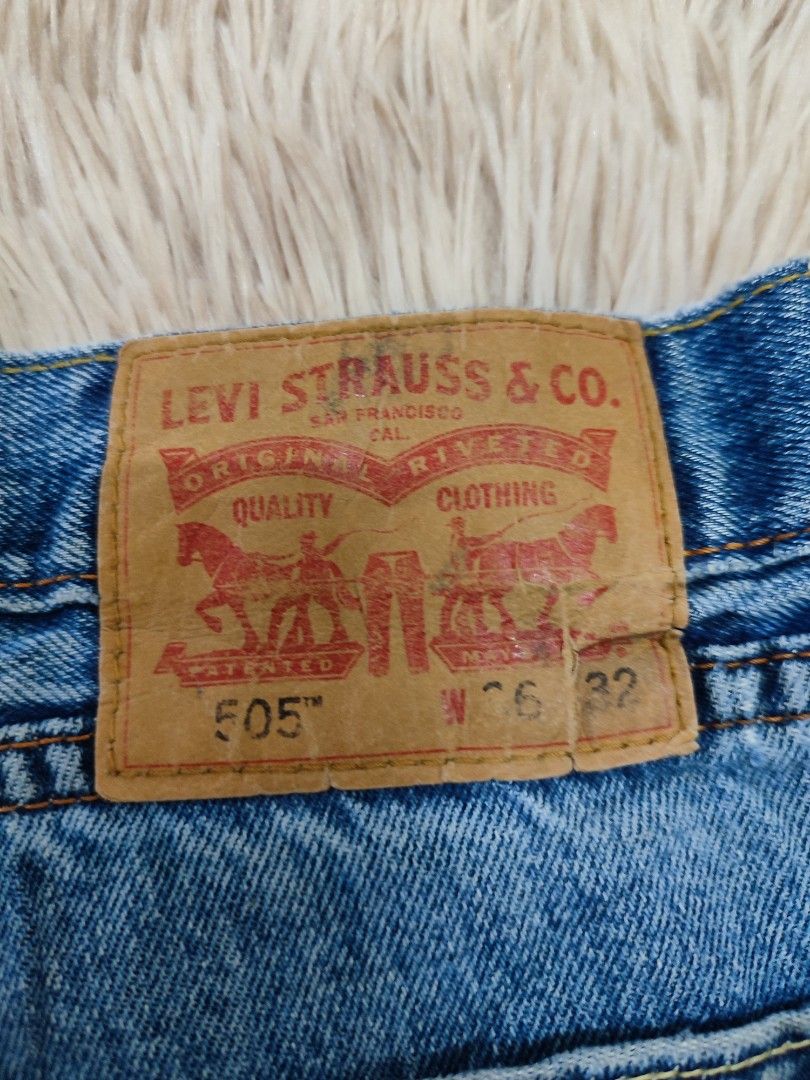 LEVI STRAUSS & CO.
SAN FRANCISCO
CAL.
ORIGINAL RIVETED
QUALITY CLOTHING
PATENTED
505™ W 32